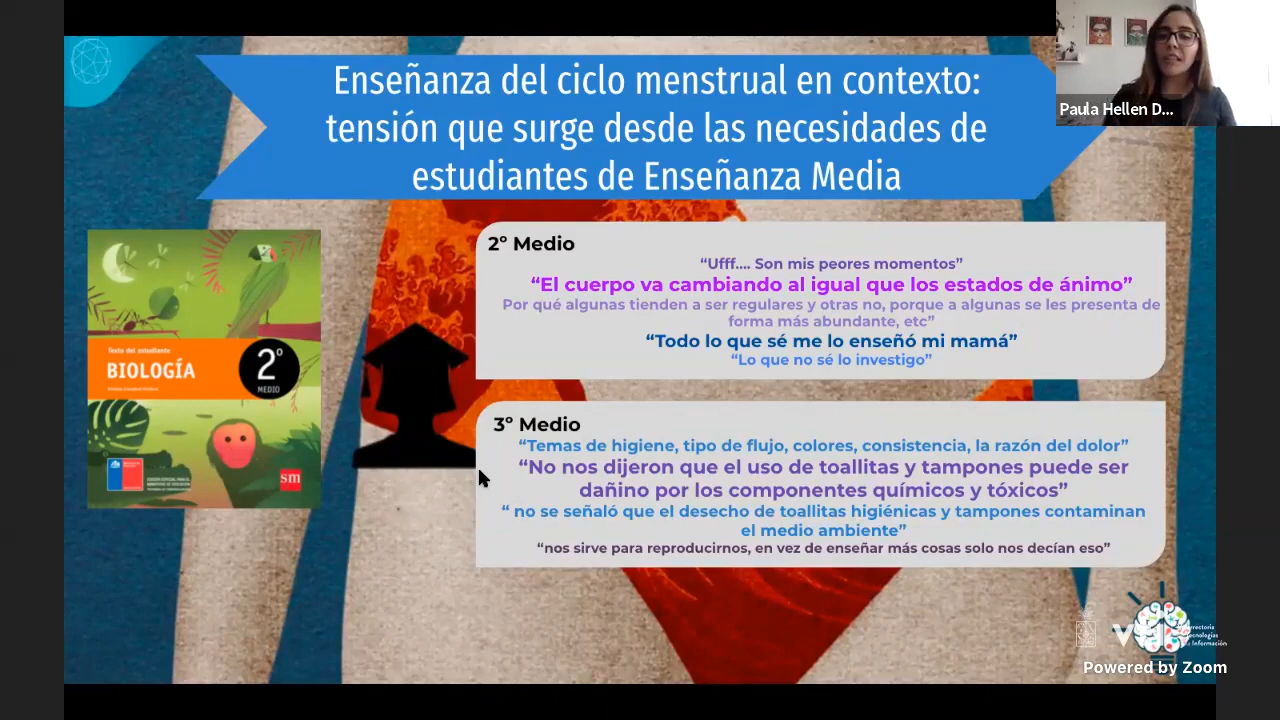 Enseñanza del ciclo menstrual en contexto:
tensión que surge desde las necesidades de
estudiantes de Enseñanza Media
Paula Hellen D...
Texto del estudiante
BIOLOGÍA
2º
MEDIO
sm
2º Medio
“Ufff.... Son mis peores momentos”
“El cuerpo va cambiando al igual que los estados de ánimo”
Por qué algunas tienden a ser regulares y otras no, porque a algunas se les presenta de
forma más abundante, etc”
“Todo lo que sé me lo enseñó mi mamá”
“Lo que no sé lo investigo”
3º Medio
“Temas de higiene, tipo de flujo, colores, consistencia, la razón del dolor”
“No nos dijeron que el uso de toallitas y tampones puede ser
dañino por los componentes químicos y tóxicos”
“ no se señaló que el desecho de toallitas higiénicas y tampones contaminan
el medio ambiente”
“nos sirve para reproducirnos, en vez de enseñar más cosas solo nos decían eso”
Powered by Zoom